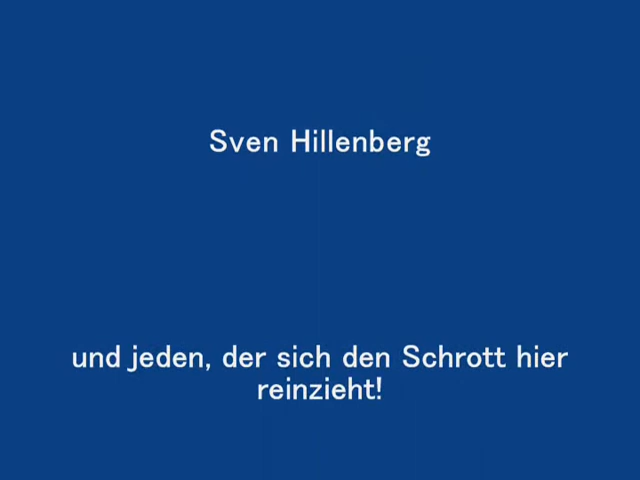 Sven Hillenberg
und jeden, der sich den Schrott hier
reinzieht!